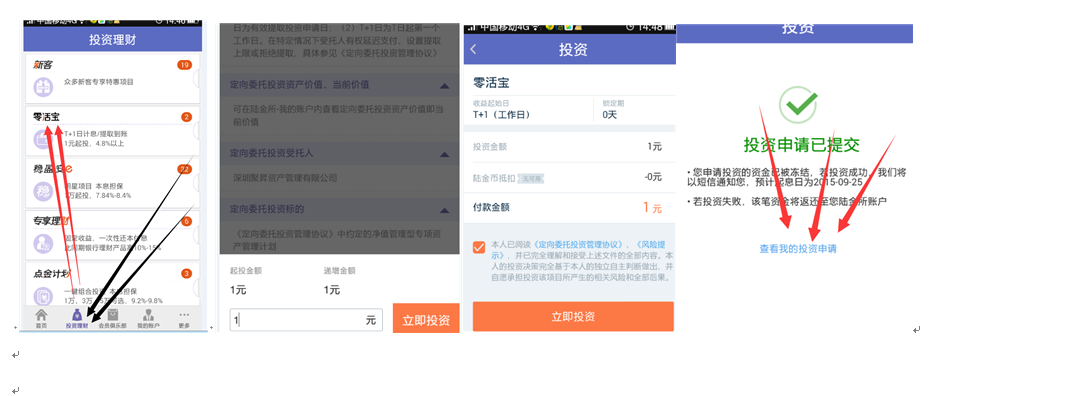 中国移动4G
14:46
投资理财
新客
19
众多新客专享特惠项目
零活宝
2
T+1日计息/提取到账
1元起投，4.8%以上
稳盈安e
明星项目 本息担保
1万起投，7.84%-8.4%
专享理财
6
固定收益，一次性还本付息
比同期银行理财产品高10%-15%
点金计划
3
一键组合投资 本息担保
1万、3万、5万可选，9.2%-9.8%
首页
投资理财
会员俱乐部
我的账户
更多
日为有效提取投资申请日；（2）T+1日为T日起第一个
工作日。在特定情况下受托人有权延迟支付、设置提取
上限或拒绝提取，具体参见《定向委托投资管理协议》
定向委托投资资产价值、当前价值
可在陆金所-我的账户内查看定向委托投资资产价值即当
前价值
定向委托投资受托人
深圳聚昇资产管理有限公司
定向委托投资标的
《定向委托投资管理协议》中约定的净值管理型专项资
产管理计划
起投金额
递增金额
1元
1元
1
元
立即投资
中国移动4G
14:48
投资
零活宝
收益起始日
锁定期
T+1（工作日）
0天
投资金额
1元
陆金币抵扣
无可用
-0元
付款金额
1 元
本人已阅读《定向委托投资管理协议》、《风险提
示》，并已完全理解和接受上述文件的全部内容。本
人的投资决策完全基于本人的独立自主判断做出，并
自愿承担投资该项目所产生的相关风险和全部后果。
立即投资
投资
投资申请已提交
• 您申请投资的资金已被冻结，若投资成功，我们将
以短信通知您，预计起息日为2015-09-25
• 若投资失败，该笔资金将返还至您陆金所账户
查看我的投资申请